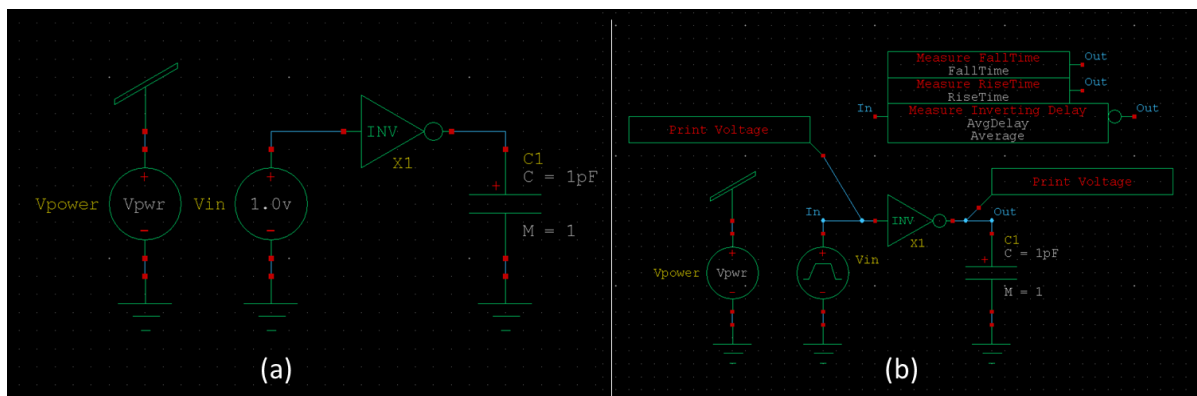 INV
X1
C1
C = 1pF
M = 1
Vpower
Vpwr
Vin
1.0v
(a)
Measure FallTime
FallTime
Out
Measure RiseTime
RiseTime
Out
In
Measure Inverting Delay
AvgDelay
Average
Out
Print Voltage
Print Voltage
In
INV
X1
Out
C1
C = 1pF
M = 1
Vpower
Vpwr
Vin
(b)